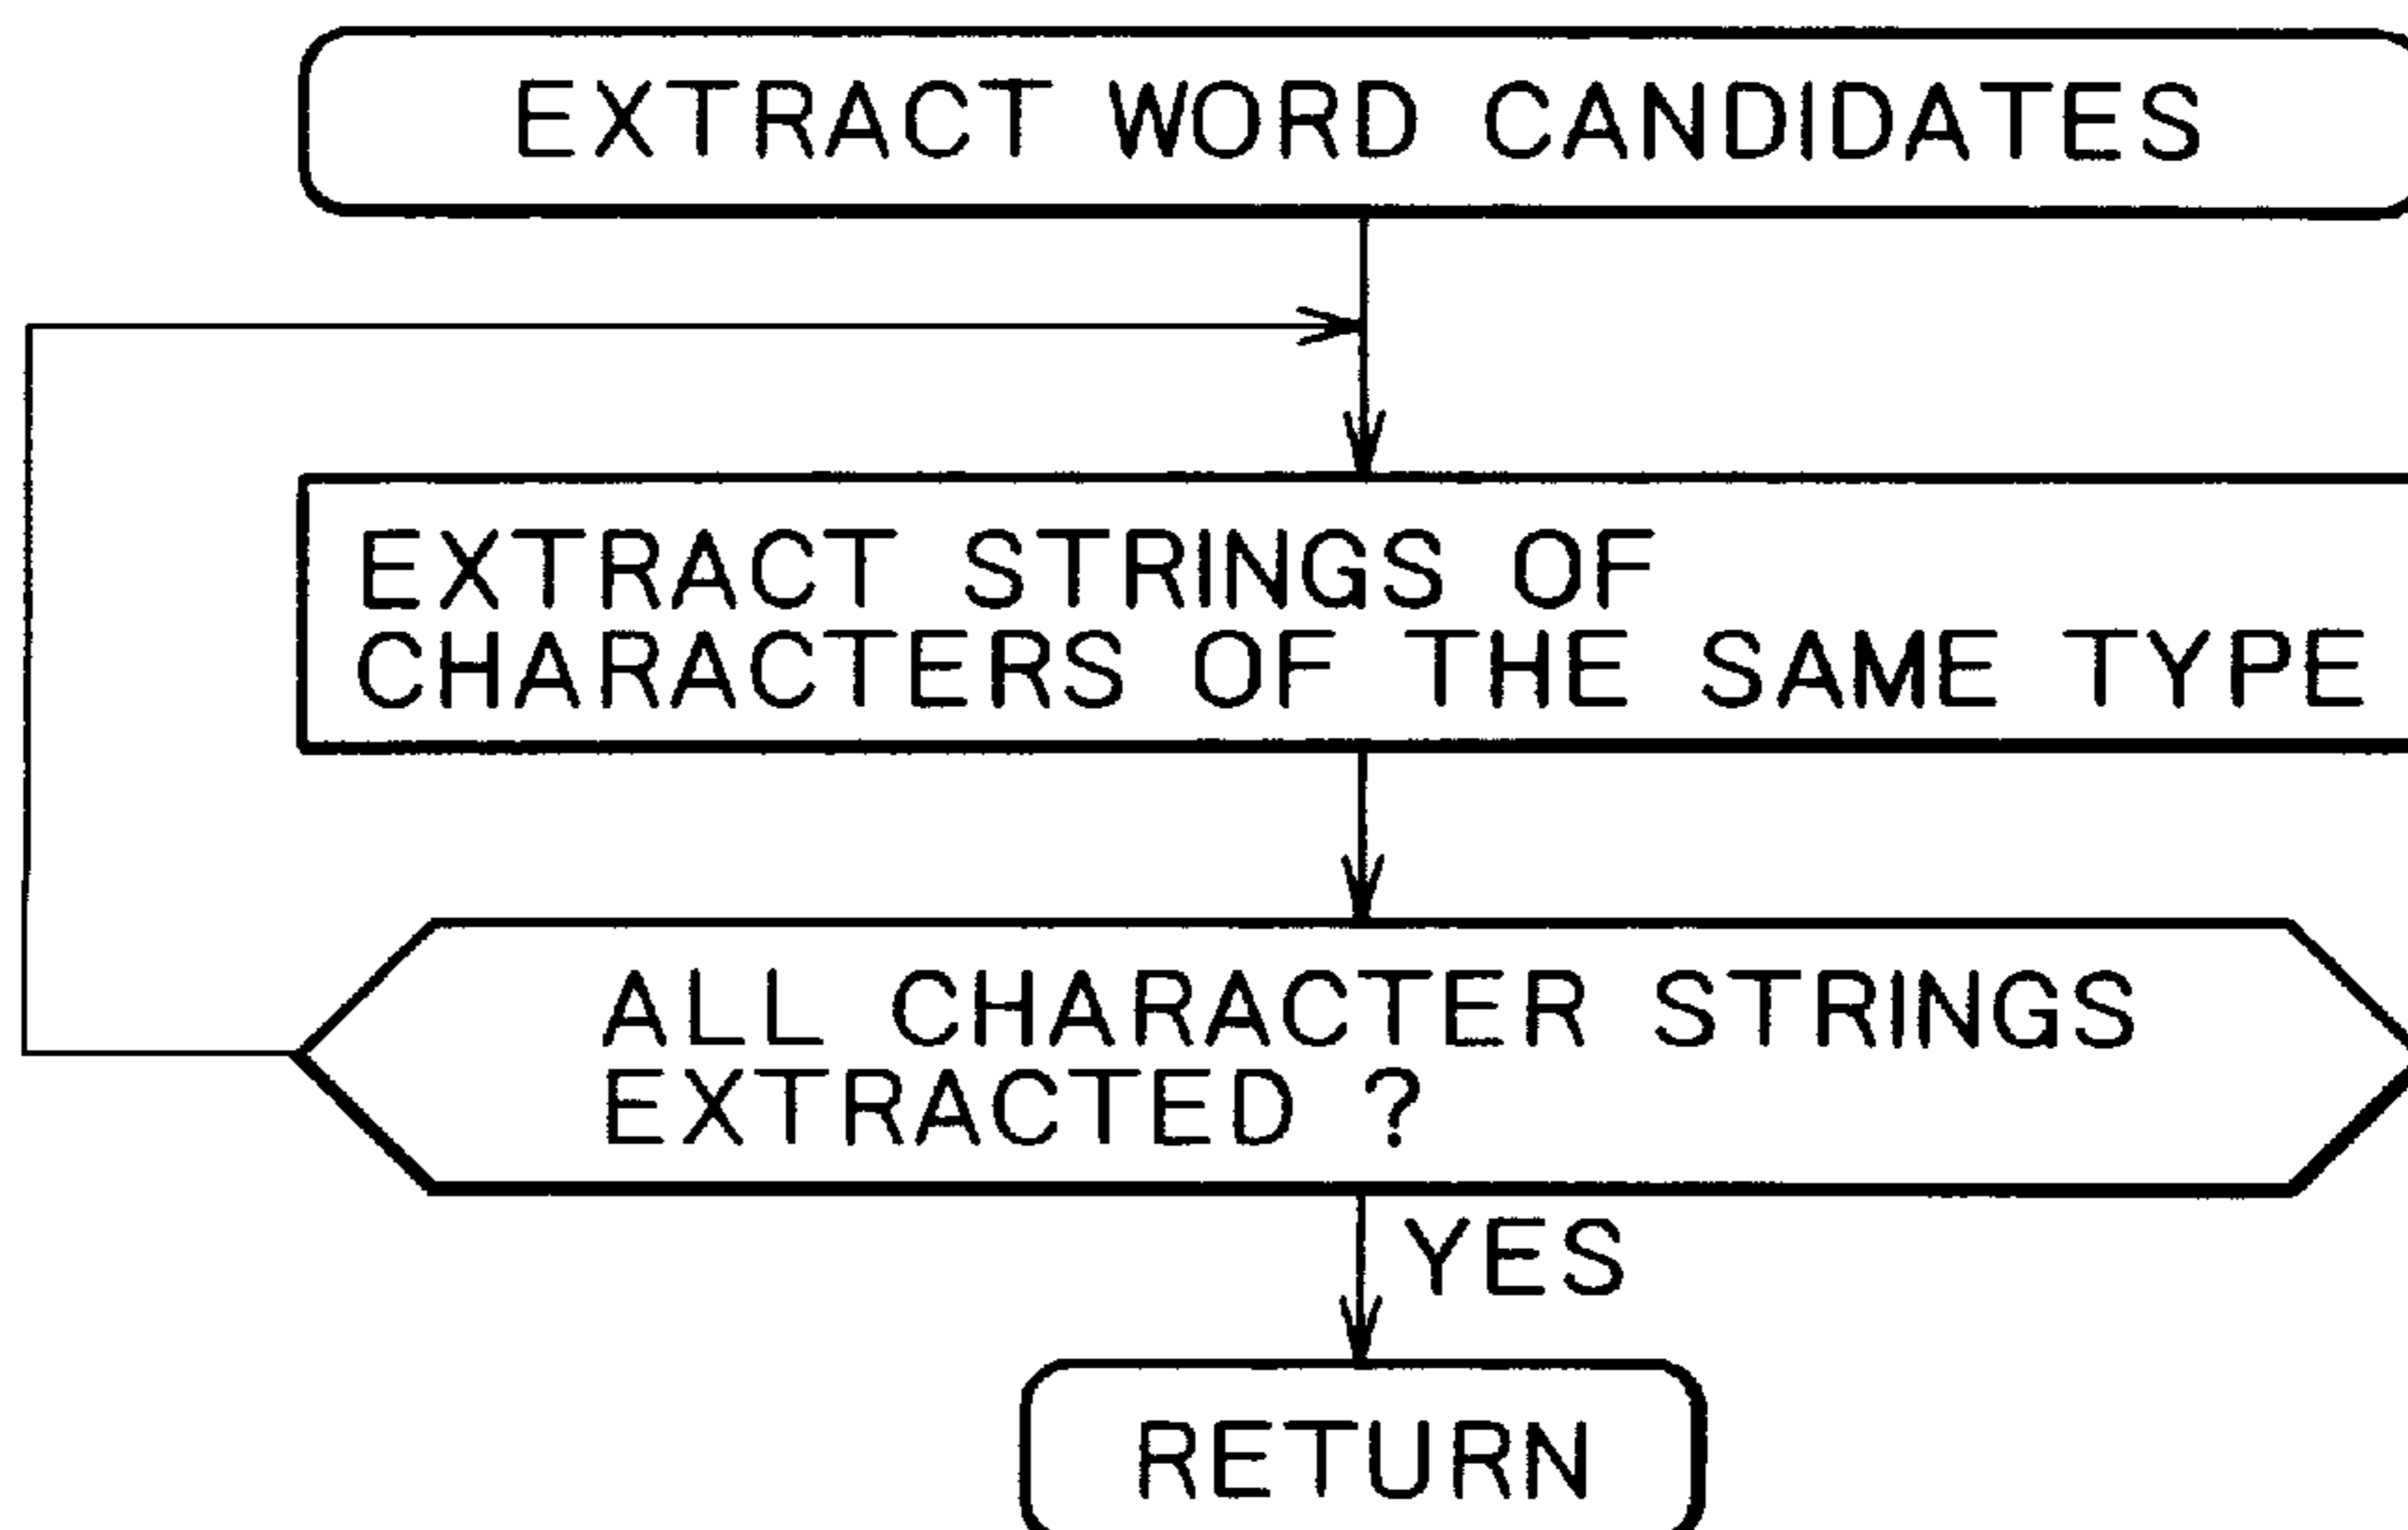 EXTRACT WORD CANDIDATES
EXTRACT STRINGS OF
CHARACTERS OF THE SAME TYPE
ALL CHARACTER STRINGS
EXTRACTED ?
YES
RETURN